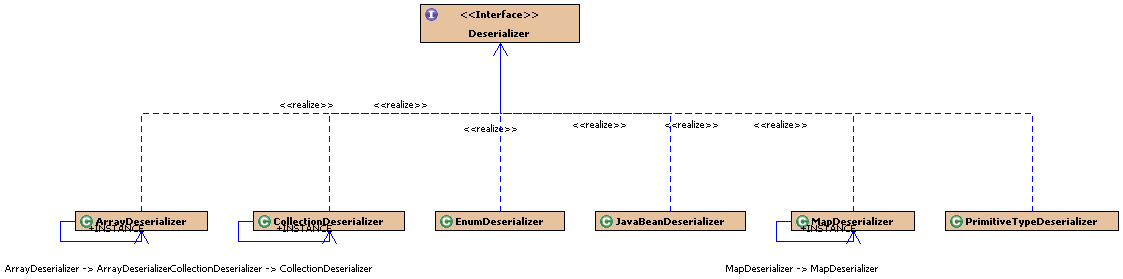 I <<Interface>>
Deserializer
<<realize>> <<realize>>
<<realize>> <<realize>> <<realize>> <<realize>>
C ArrayDeserializer C CollectionDeserializer C EnumDeserializer C JavaBeanDeserializer C MapDeserializer C PrimitiveTypeDeserializer
+INSTANCE +INSTANCE +INSTANCE
ArrayDeserializer -> ArrayDeserializerCollectionDeserializer -> CollectionDeserializer MapDeserializer -> MapDeserializer